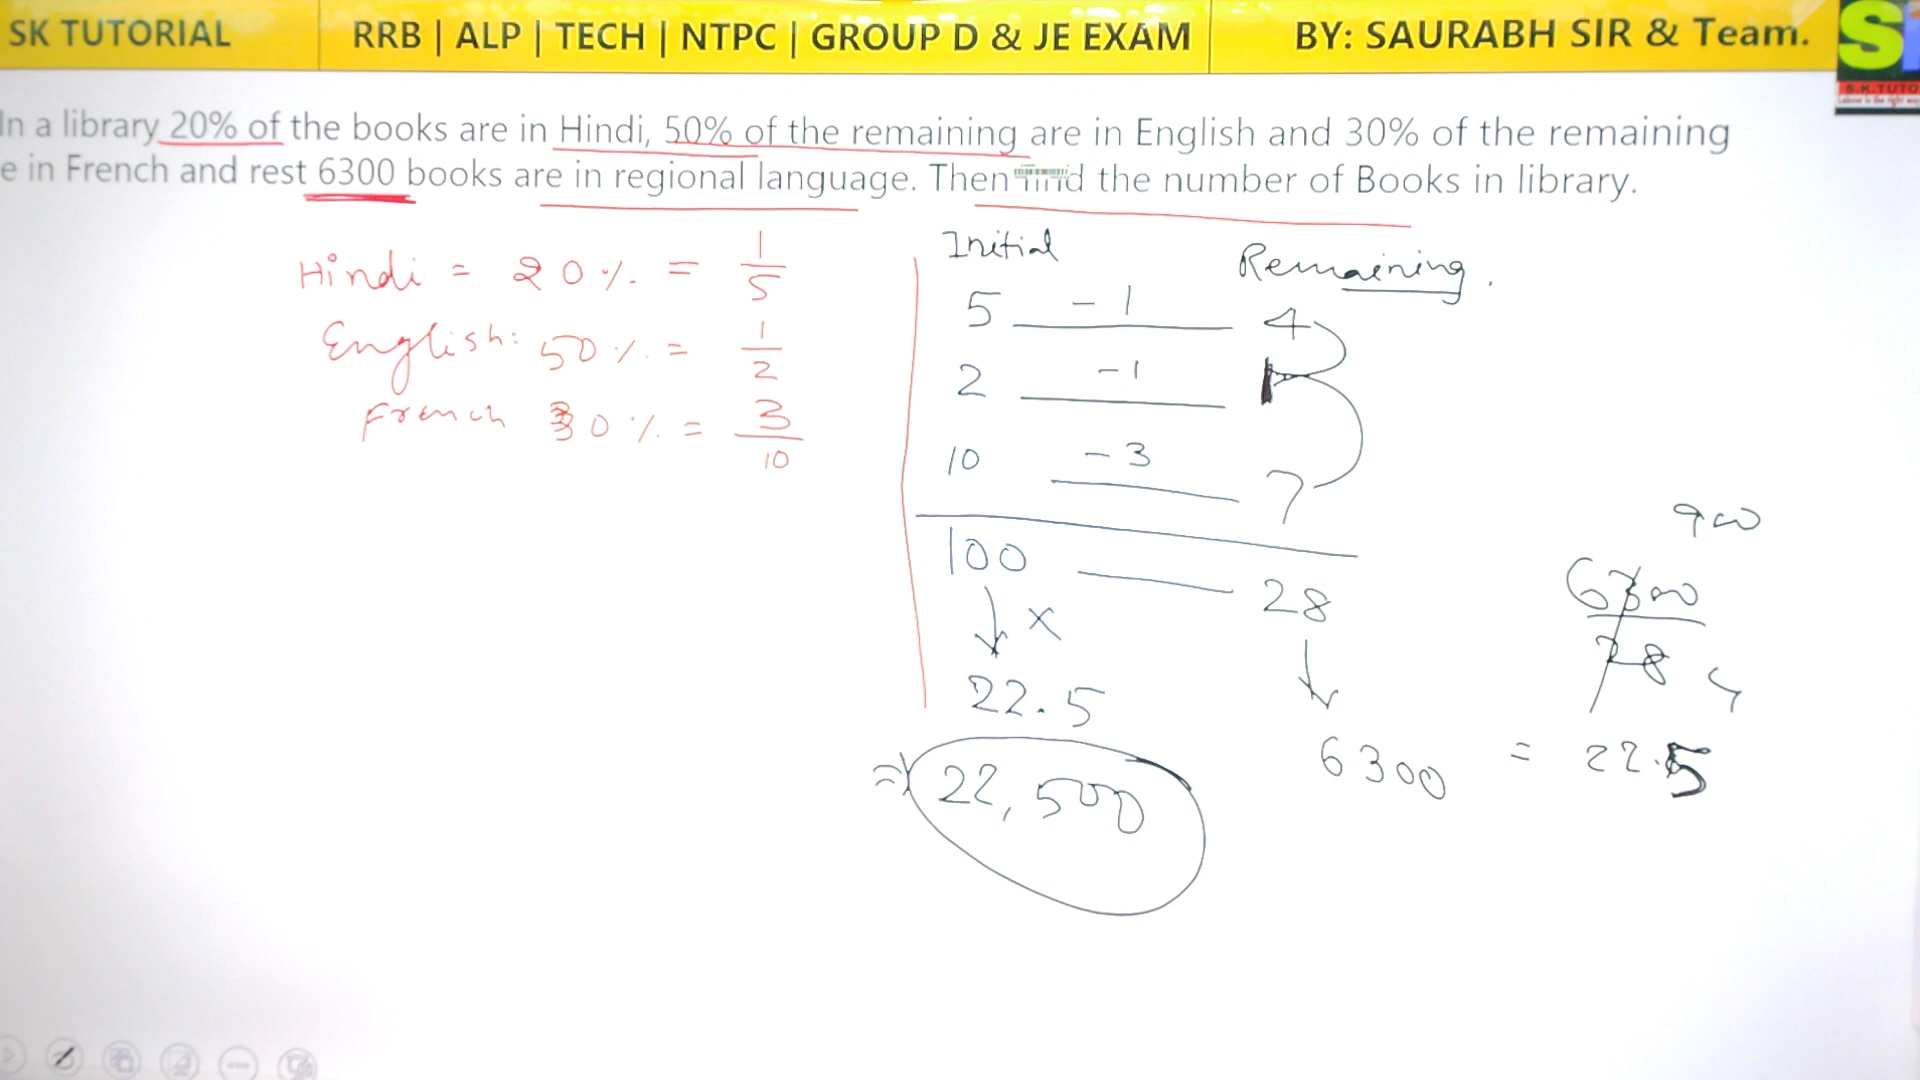 SK TUTORIAL RRB | ALP | TECH | NTPC | GROUP D & JE EXAM BY: SAURABH SIR & Team.
S.K.TUTO
In a library 20% of the books are in Hindi, 50% of the remaining are in English and 30% of the remaining
e in French and rest 6300 books are in regional language. Then find the number of Books in library.
Hindi = 20% = 1/5
English: 50% = 1/2
French 30% = 3/10
Initial Remaining.
5 - 1 4
2 - 1 1
10 - 3 7
100 28
x
22.5
6300
=> 22,500
900
6300
28 4
= 22.5